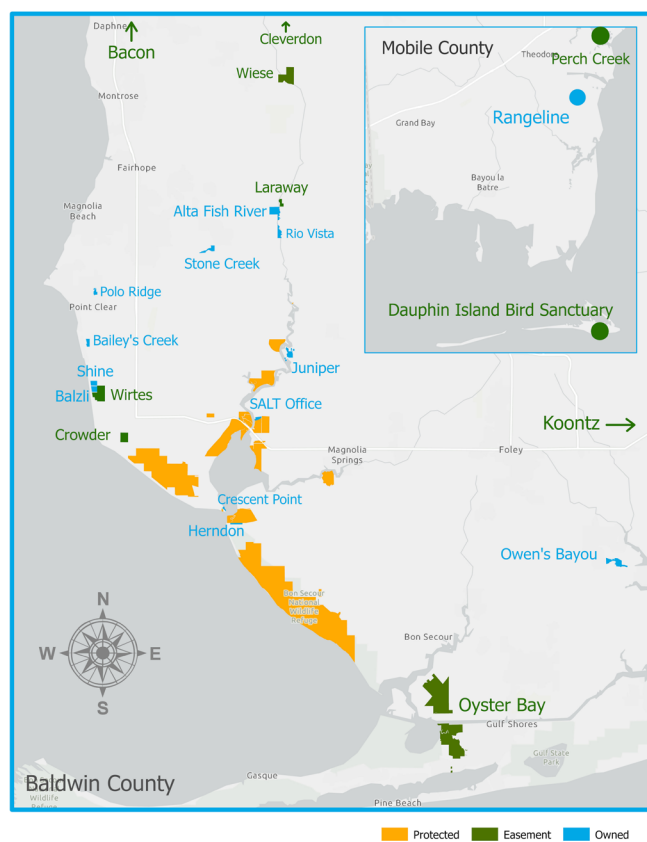 Daphne
Bacon
Cleverdon
Wiese
Montrose
Fairhope
Magnolia
Beach
Laraway
Alta Fish River
Rio Vista
Stone Creek
Polo Ridge
Point Clear
Bailey's Creek
Shine
Balzli
Wirtes
Juniper
SALT Office
Crowder
Magnolia
Springs
Foley
Koontz
Crescent Point
Herndon
Owen's Bayou
Bon Secour
National
Wildlife
Refuge
N
W
E
S
Bon Secour
Oyster Bay
Gulf Shores
Gulf State
Park
Baldwin County
Wildlife
Refuge
Gasque
Pine Beach
Mobile County
Theodore
Perch Creek
Rangeline
Grand Bay
Bayou la
Batre
Dauphin Island Bird Sanctuary
Protected
Easement
Owned